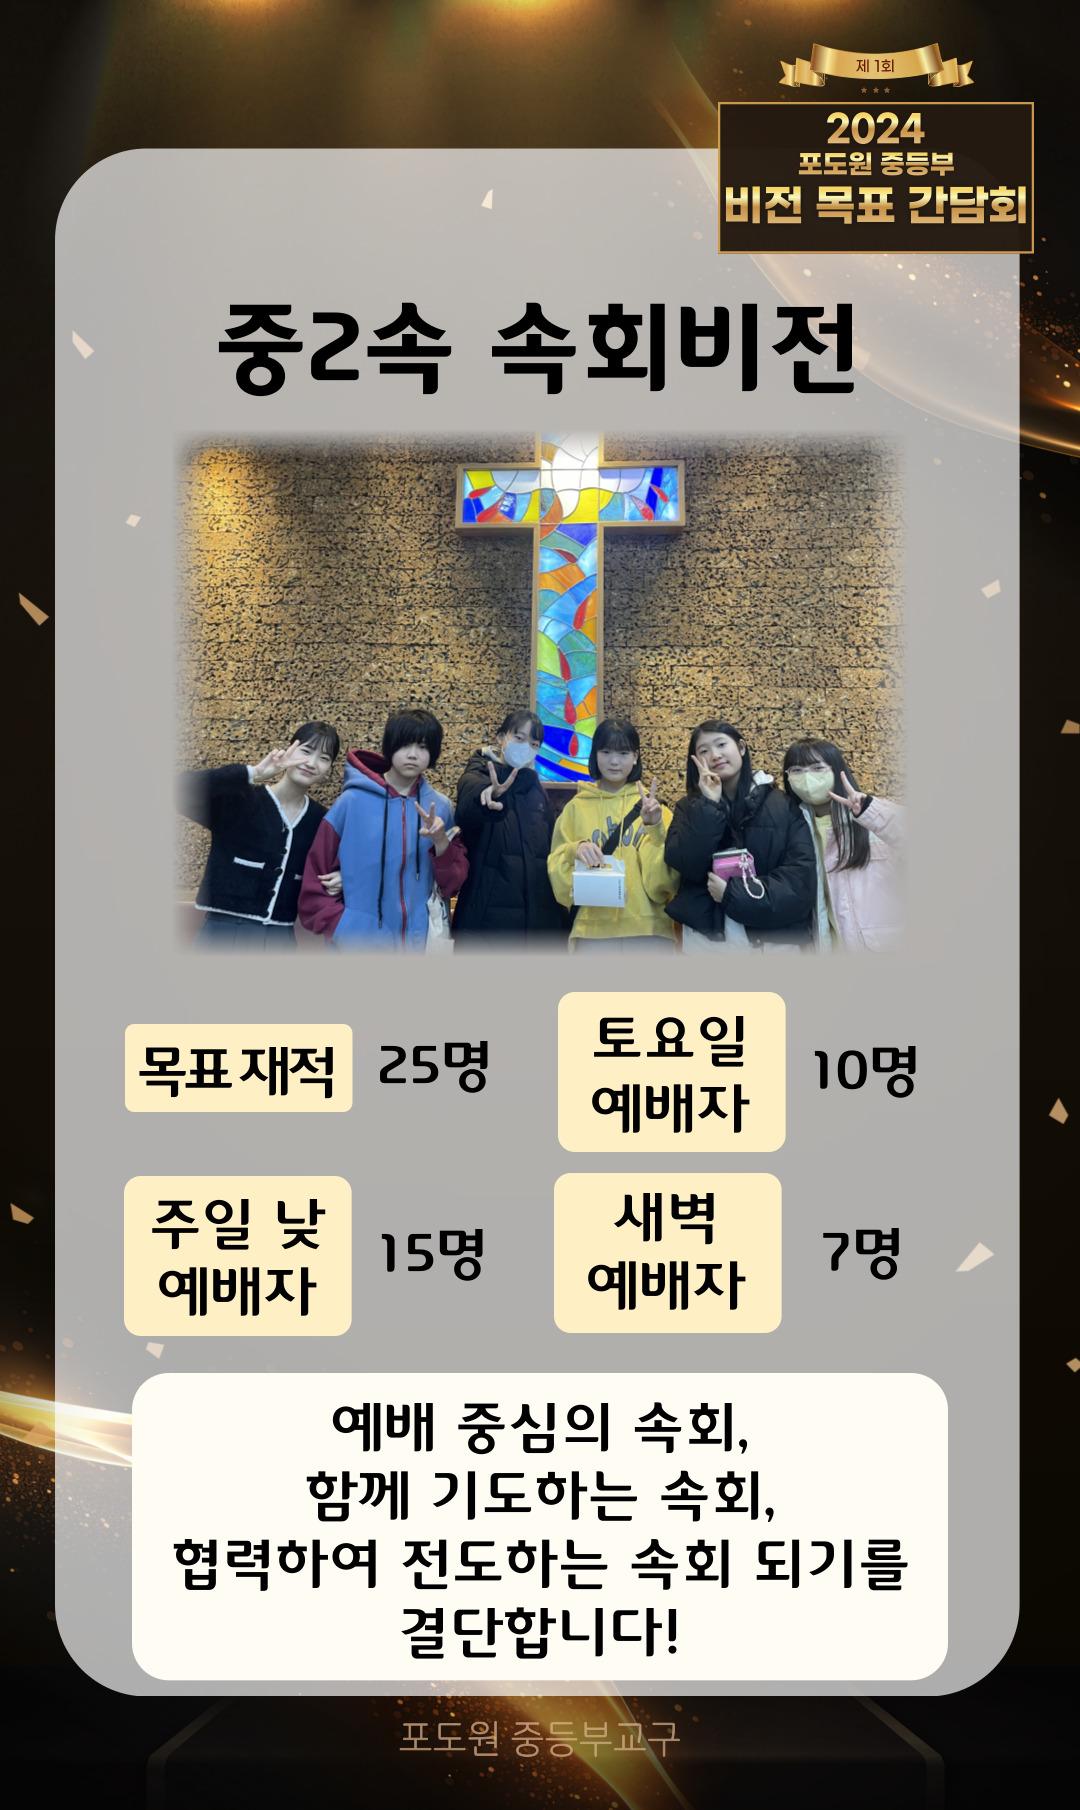 제 1회
2024
포도원 중등부
비전 목표 간담회
중2속 속회비전
목표 재적
25명
토요일
예배자
10명
주일 낮
예배자
15명
새벽
예배자
7명
예배 중심의 속회,
함께 기도하는 속회,
협력하여 전도하는 속회 되기를
결단합니다!
포도원 중등부교구